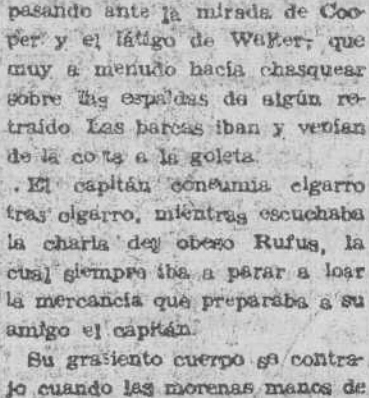 pasando ante la mirada de Coo-
per y el látigo de Walker, que
muy a menudo hacía chasquear
sobre las espaldas de algún re-
traído Las barcas iban y venían
de la costa a la goleta.
. El capitán consumia cigarro
tras cigarro, mientras escuchaba
la charla dey obeso Rufus, la
cual siempre iba a parar a loar
la mercancía que preparaba a su
amigo el capitán.
Su grasiento cuerpo se contra-
jo cuando las morenas manos de